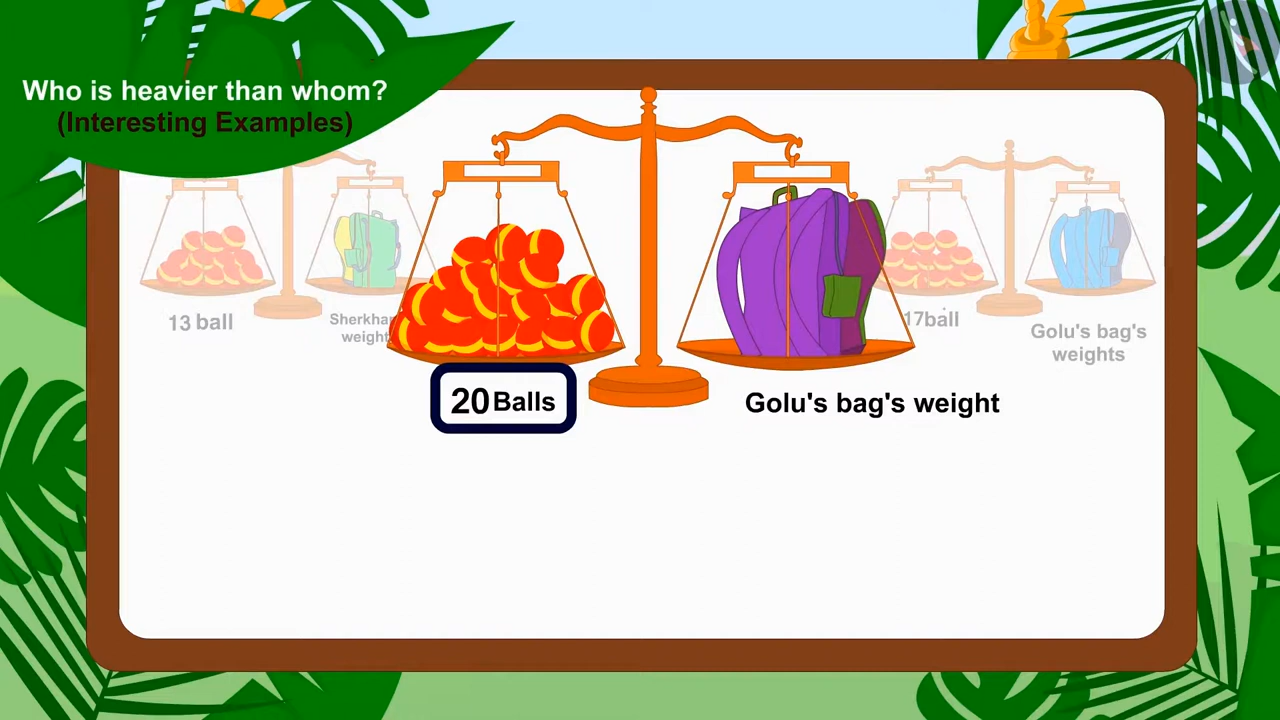 Who is heavier than whom?
(Interesting Examples)
13 ball
Sherkhan
weight
20 Balls
Golu's bag's weight
17ball
Golu's bag's
weights